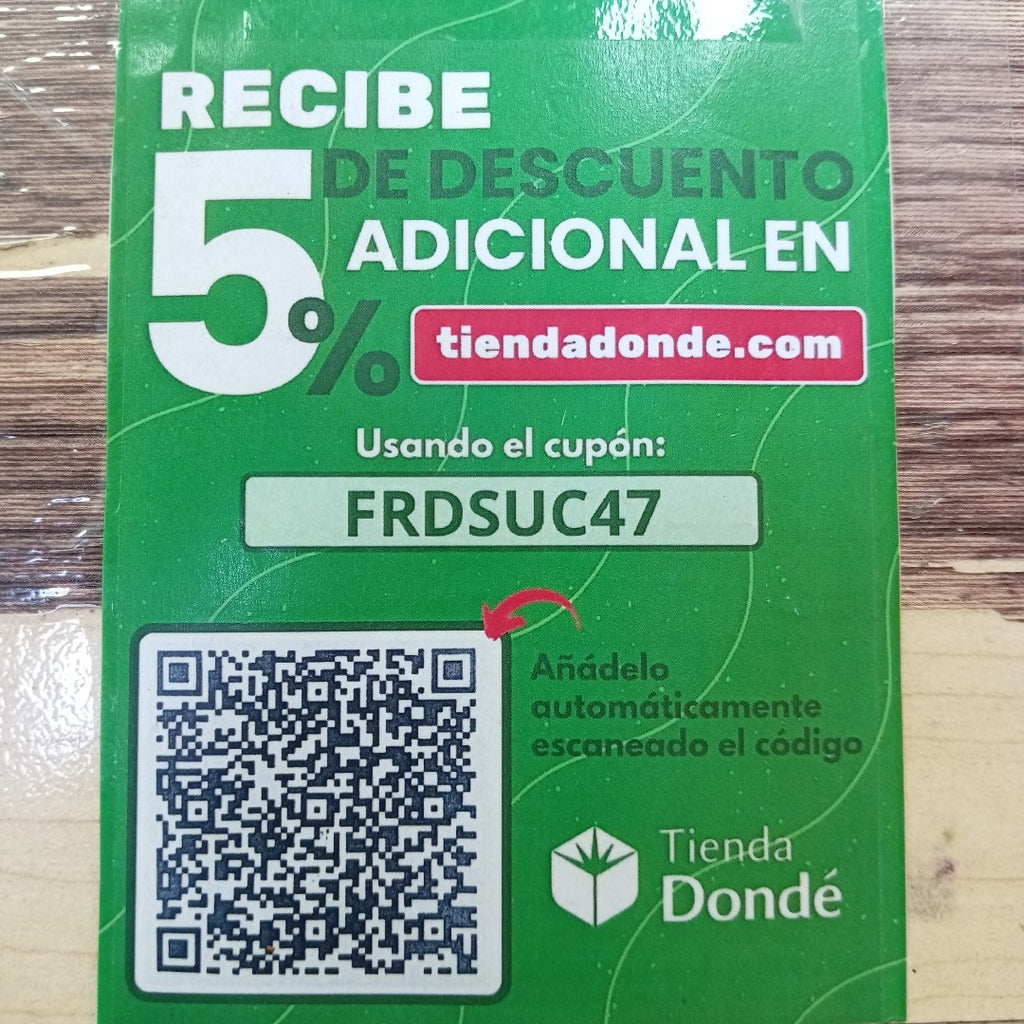 RECIBE
5% DE DESCUENTO
ADICIONAL EN
tiendadonde.com
Usando el cupón:
FRDSUC47
Añádelo
automáticamente
escaneado el código
Tienda
Dondé